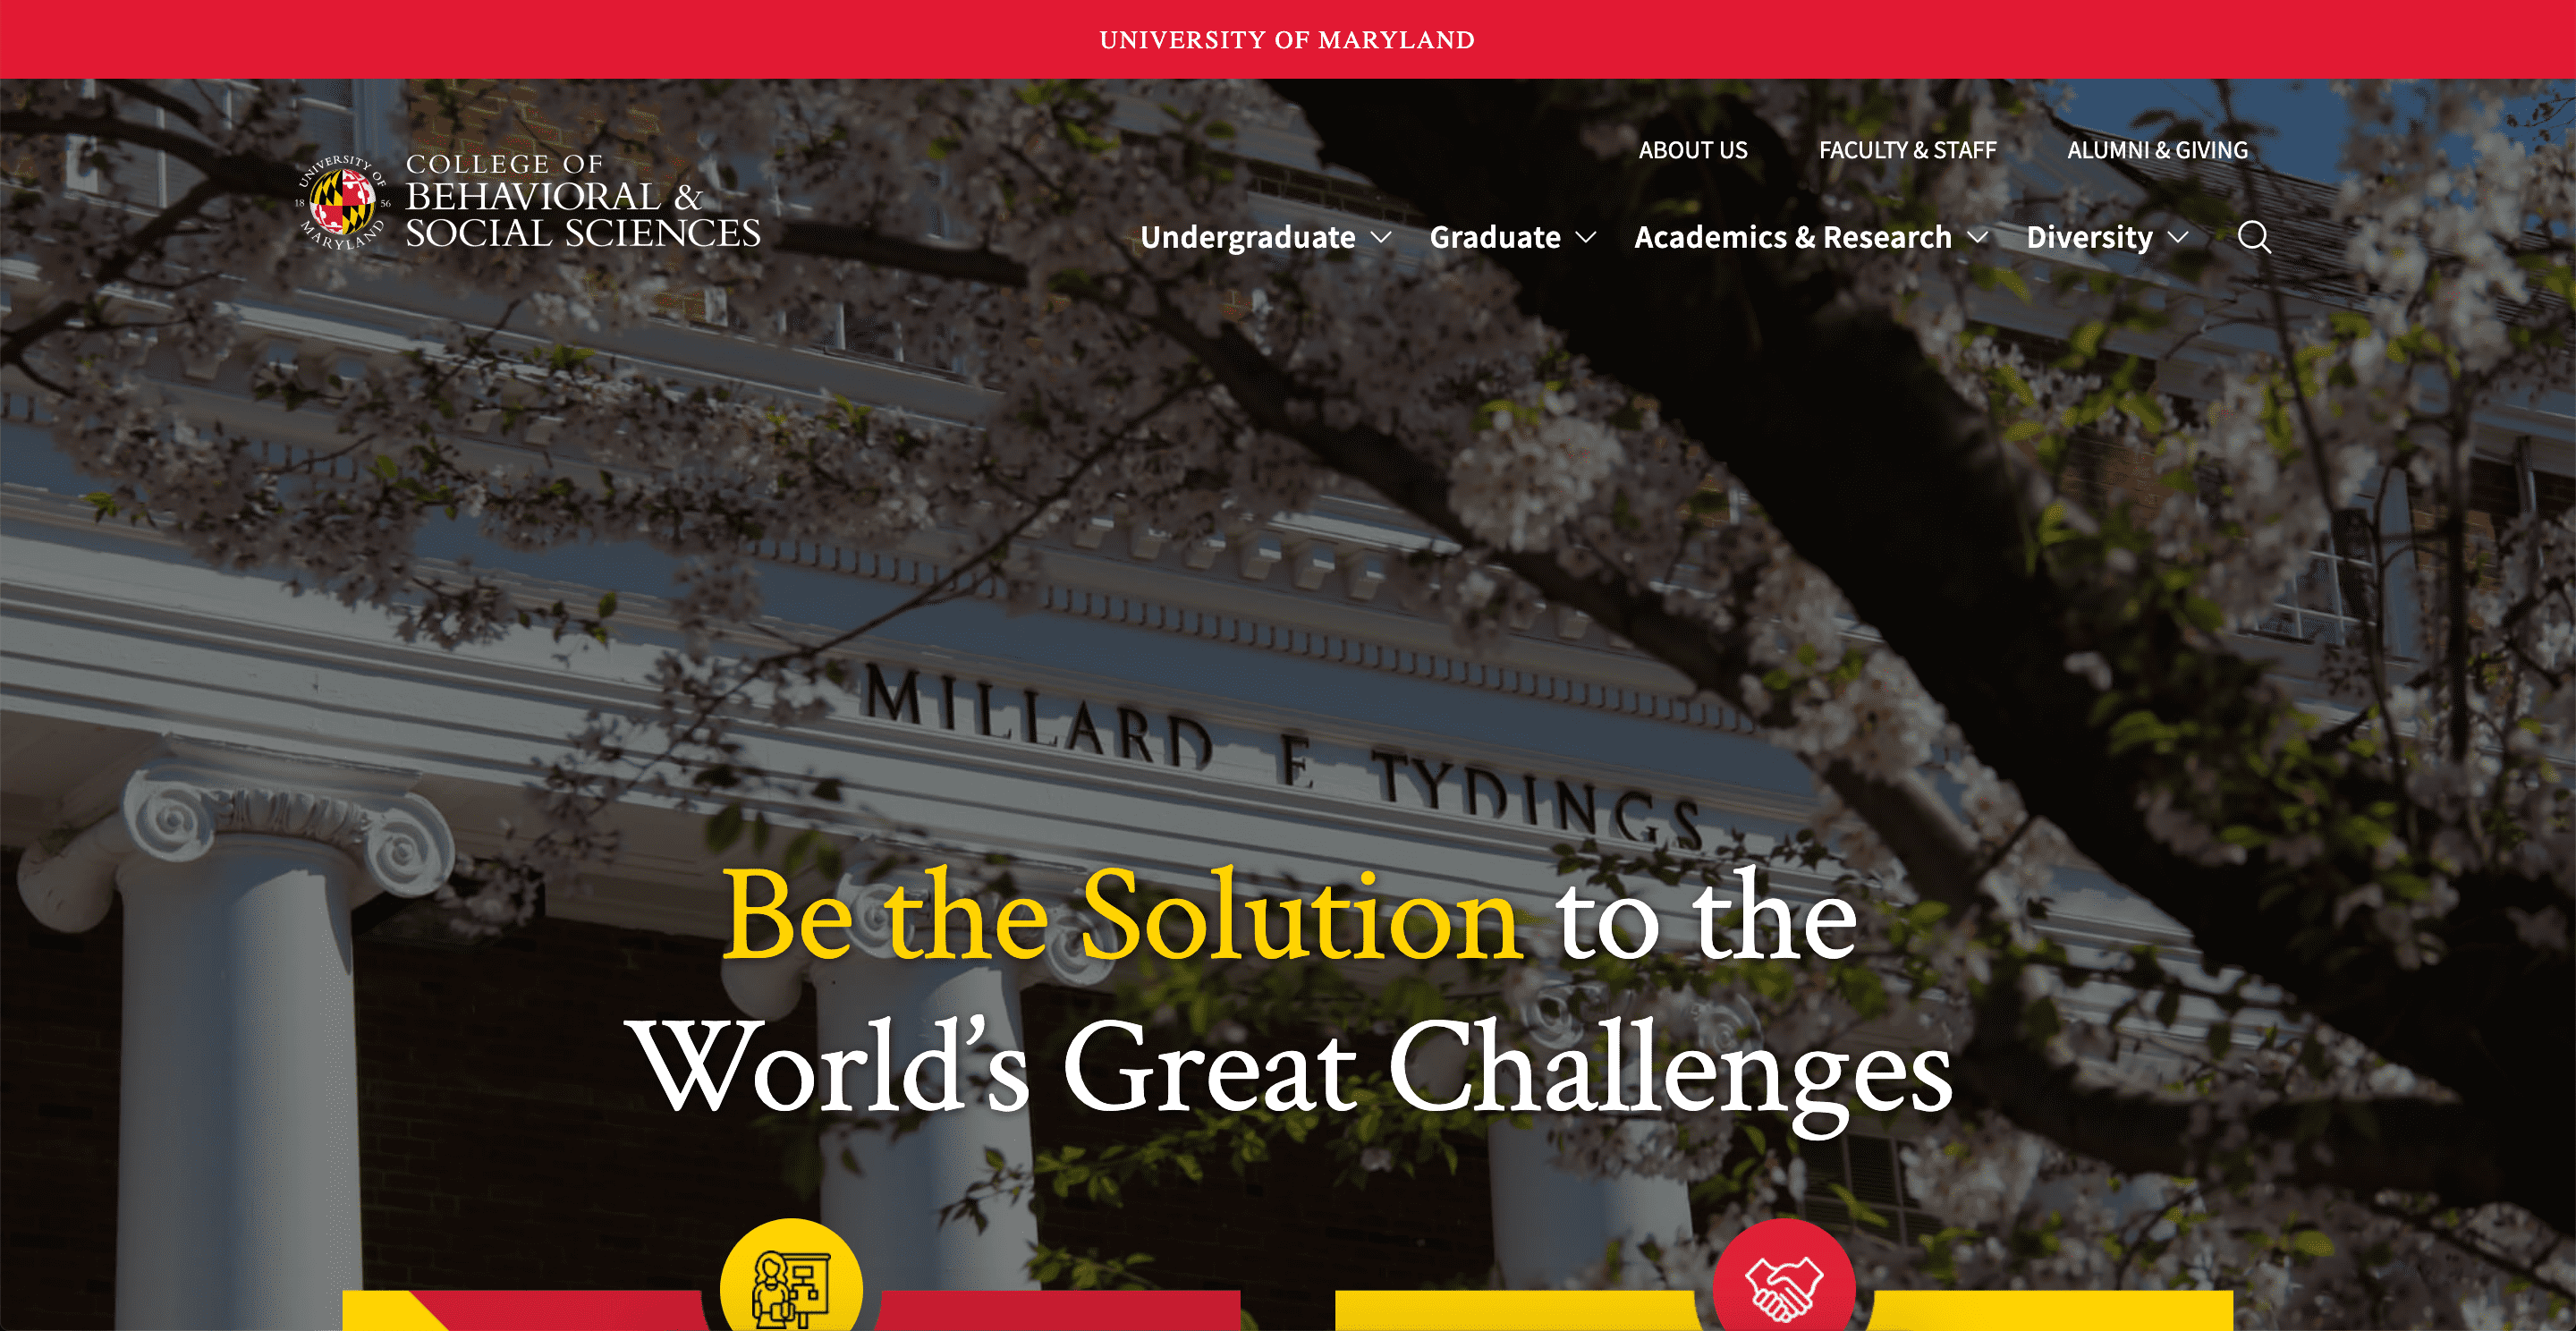 UNIVERSITY OF MARYLAND
ABOUT US
FACULTY & STAFF
ALUMNI & GIVING
UNIVERSITY OF
18 56
MARYLAND
COLLEGE OF
BEHAVIORAL &
SOCIAL SCIENCES
Undergraduate
Graduate
Academics & Research
Diversity
MILLARD E TYDINGS
Be the Solution to the
World’s Great Challenges